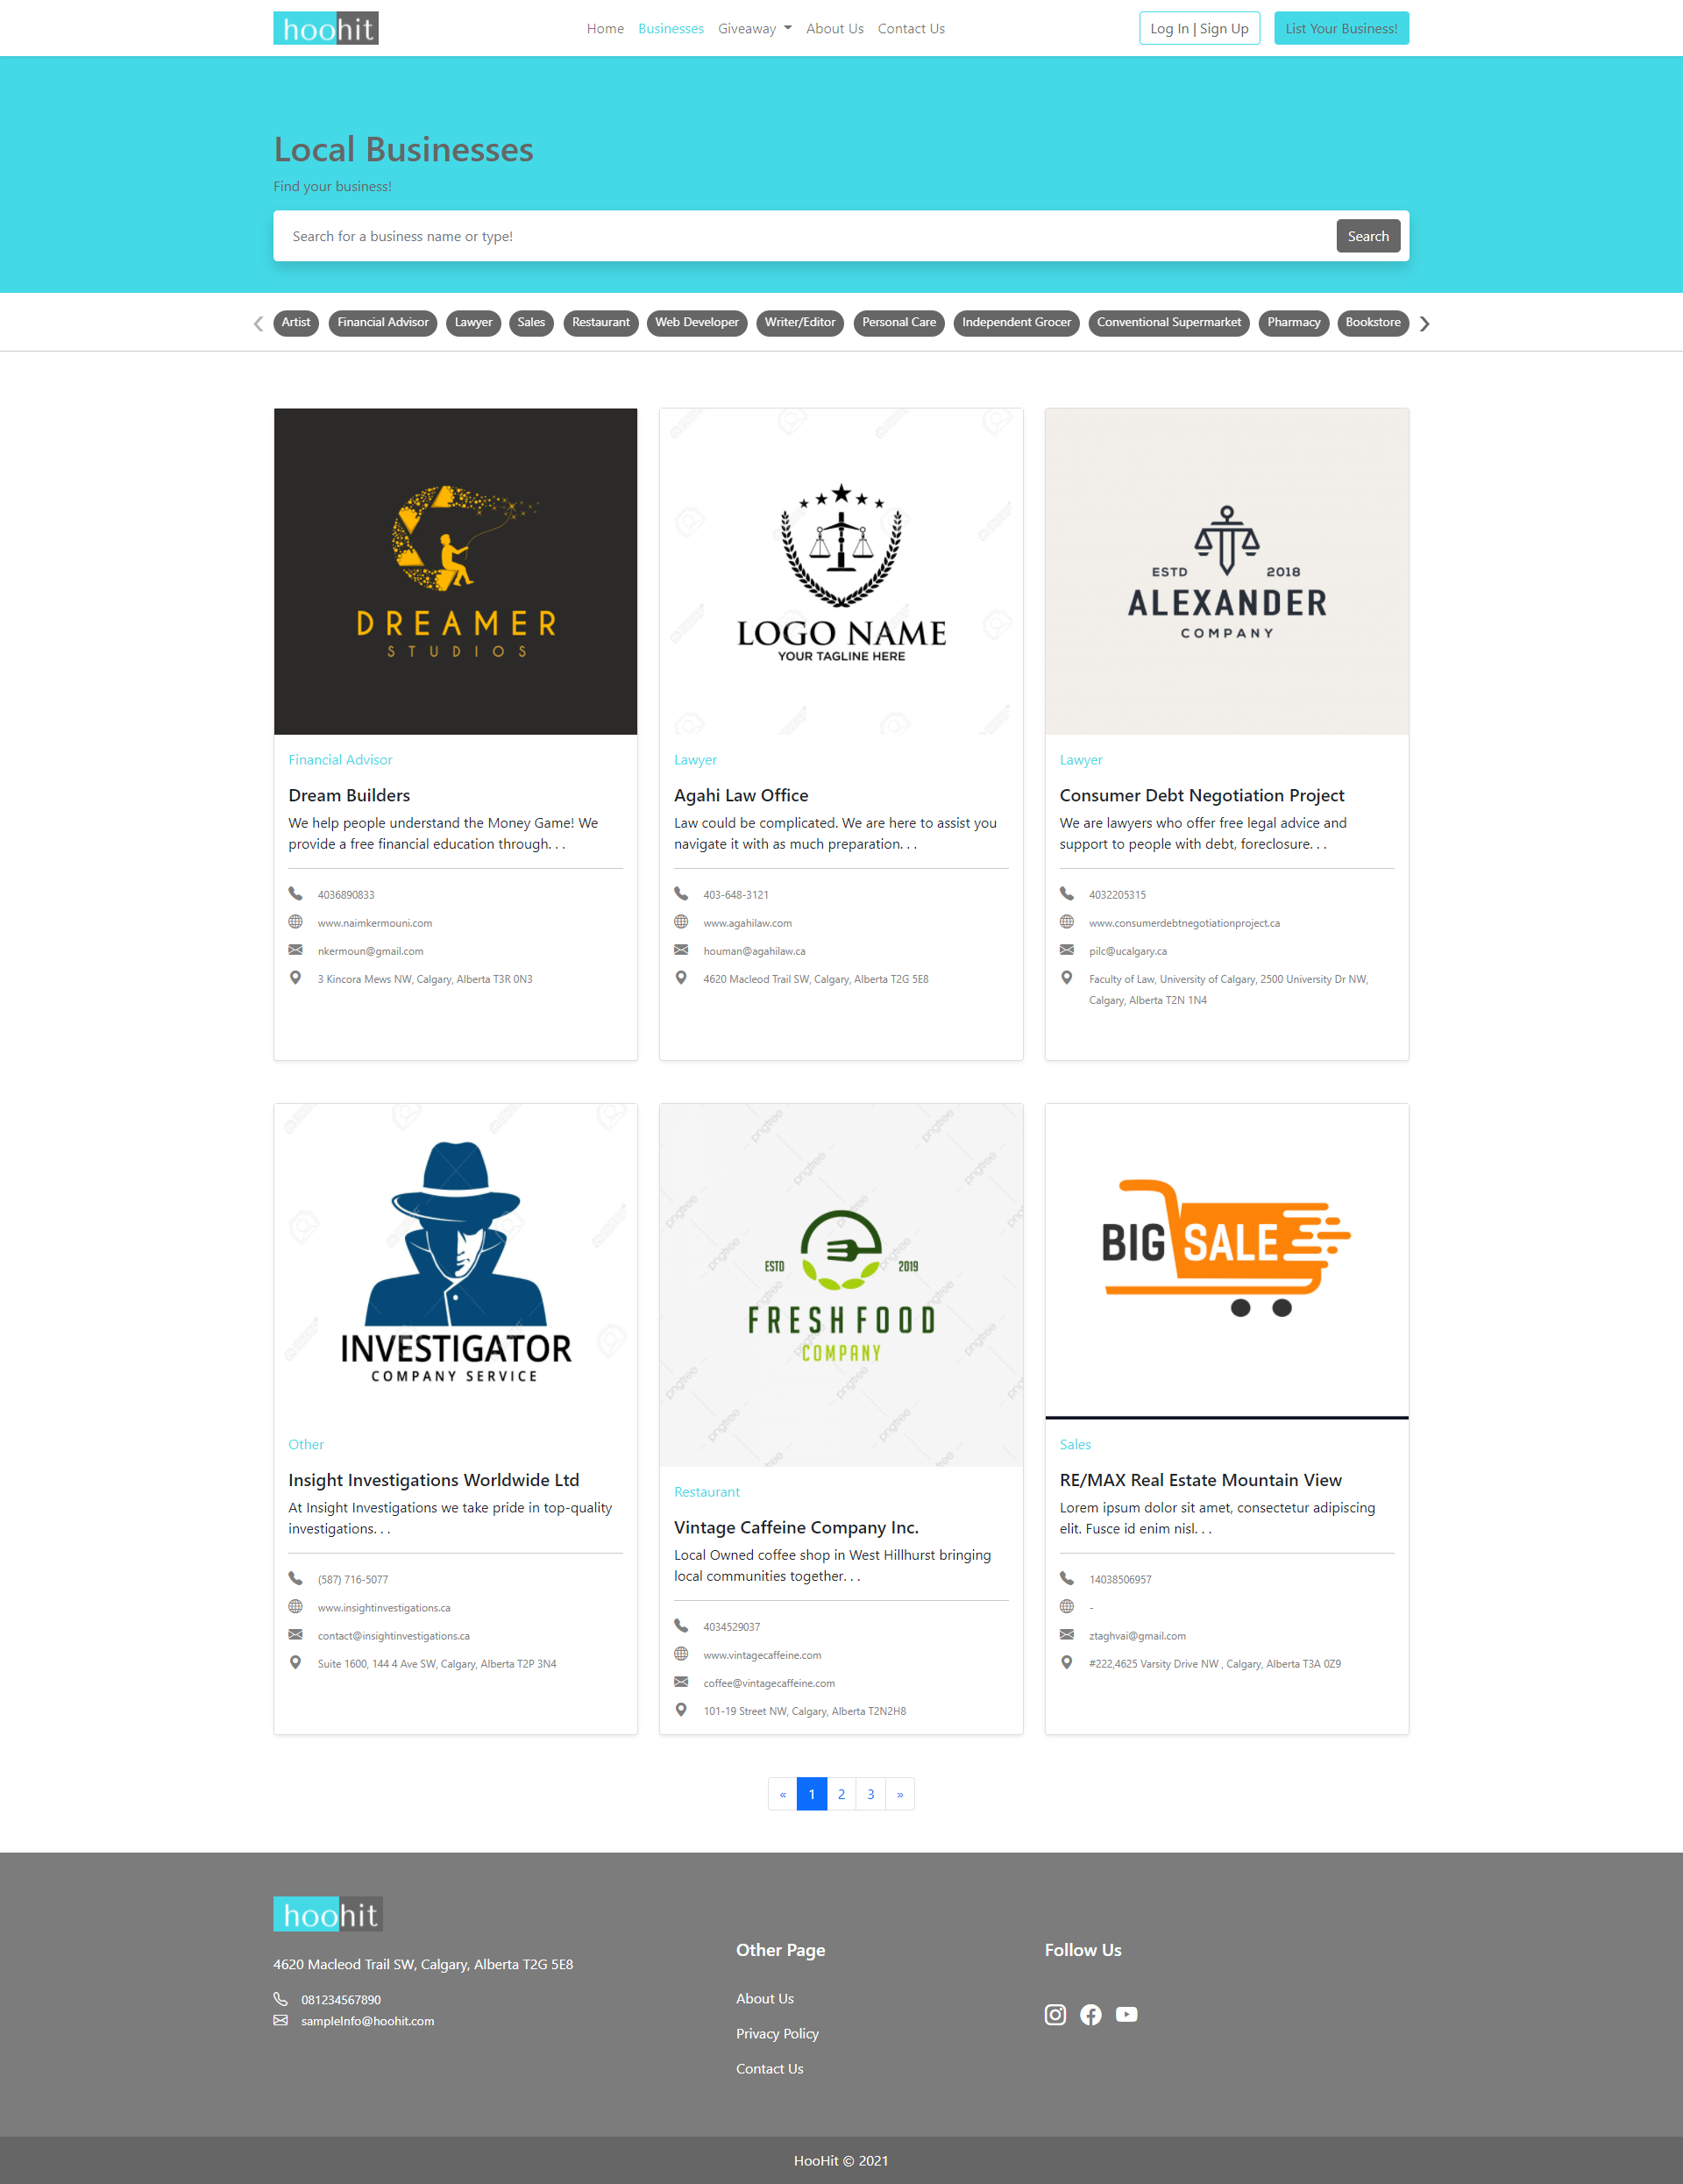 hoohit
Home Businesses Giveaway About Us Contact Us
Log In | Sign Up
List Your Business!
Local Businesses
Find your business!
Search for a business name or type!
Search
Artist Financial Advisor Lawyer Sales Restaurant Web Developer Writer/Editor Personal Care Independent Grocer Conventional Supermarket Pharmacy Bookstore
DREAMER
STUDIOS
Financial Advisor
Dream Builders
We help people understand the Money Game! We
provide a free financial education through. . .
4036890833
www.naimkermouni.com
nkermoun@gmail.com
3 Kincora Mews NW, Calgary, Alberta T3R 0N3
LOGO NAME
YOUR TAGLINE HERE
Lawyer
Agahi Law Office
Law could be complicated. We are here to assist you
navigate it with as much preparation. . .
403-648-3121
www.agahilaw.com
houman@agahilaw.ca
4620 Macleod Trail SW, Calgary, Alberta T2G 5E8
ESTD 2018
ALEXANDER
COMPANY
Lawyer
Consumer Debt Negotiation Project
We are lawyers who offer free legal advice and
support to people with debt, foreclosure. . .
4032205315
www.consumerdebtnegotiationproject.ca
pilc@ucalgary.ca
Faculty of Law, University of Calgary, 2500 University Dr NW,
Calgary, Alberta T2N 1N4
INVESTIGATOR
COMPANY SERVICE
Other
Insight Investigations Worldwide Ltd
At Insight Investigations we take pride in top-quality
investigations. . .
(587) 716-5077
www.insightinvestigations.ca
contact@insightinvestigations.ca
Suite 1600, 144 4 Ave SW, Calgary, Alberta T2P 3N4
pngtree
ESTD 2019
FRESHFOOD
COMPANY
Restaurant
Vintage Caffeine Company Inc.
Local Owned coffee shop in West Hillhurst bringing
local communities together. . .
4034529037
www.vintagecaffeine.com
coffee@vintagecaffeine.com
101-19 Street NW, Calgary, Alberta T2N2H8
BIG SALE
Sales
RE/MAX Real Estate Mountain View
Lorem ipsum dolor sit amet, consectetur adipiscing
elit. Fusce id enim nisl. . .
14038506957
-
ztaghvai@gmail.com
#222,4625 Varsity Drive NW , Calgary, Alberta T3A 0Z9
« 1 2 3 »
hoohit
4620 Macleod Trail SW, Calgary, Alberta T2G 5E8
081234567890
sampleInfo@hoohit.com
Other Page
About Us
Privacy Policy
Contact Us
Follow Us
HooHit © 2021